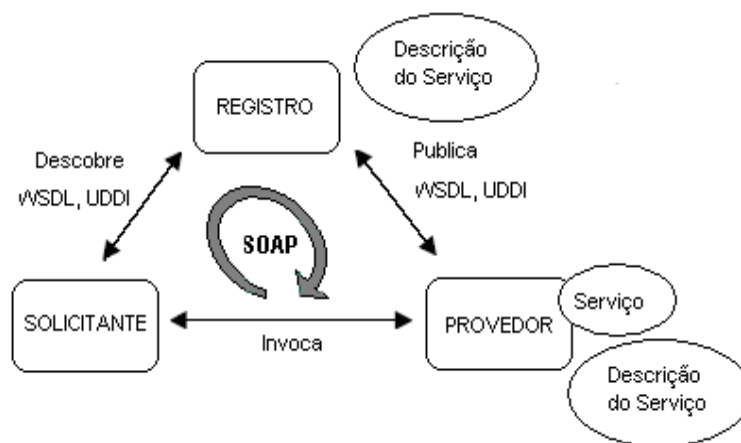 Descrição
do Serviço
REGISTRO
Descobre
WSDL, UDDI
Publica
WSDL, UDDI
SOAP
SOLICITANTE
Invoca
PROVEDOR
Serviço
Descrição
do Serviço